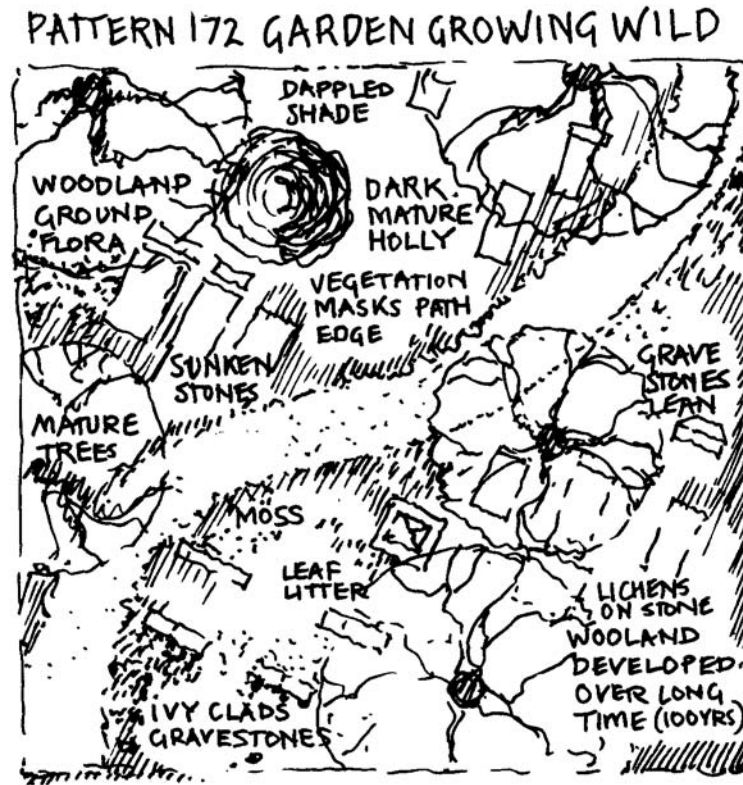 PATTERN 172 GARDEN GROWING WILD
DAPPLED
SHADE
WOODLAND
GROUND
FLORA
DARK
MATURE
HOLLY
VEGETATION
MASKS PATH
EDGE
SUNKEN
STONES
GRAVE
STONES
LEAN
MATURE
TREES
MOSS
LEAF
LITTER
LICHENS
ON STONE
WOOLAND
DEVELOPED
OVER LONG
TIME (100YRS)
IVY CLADS
GRAVESTONES